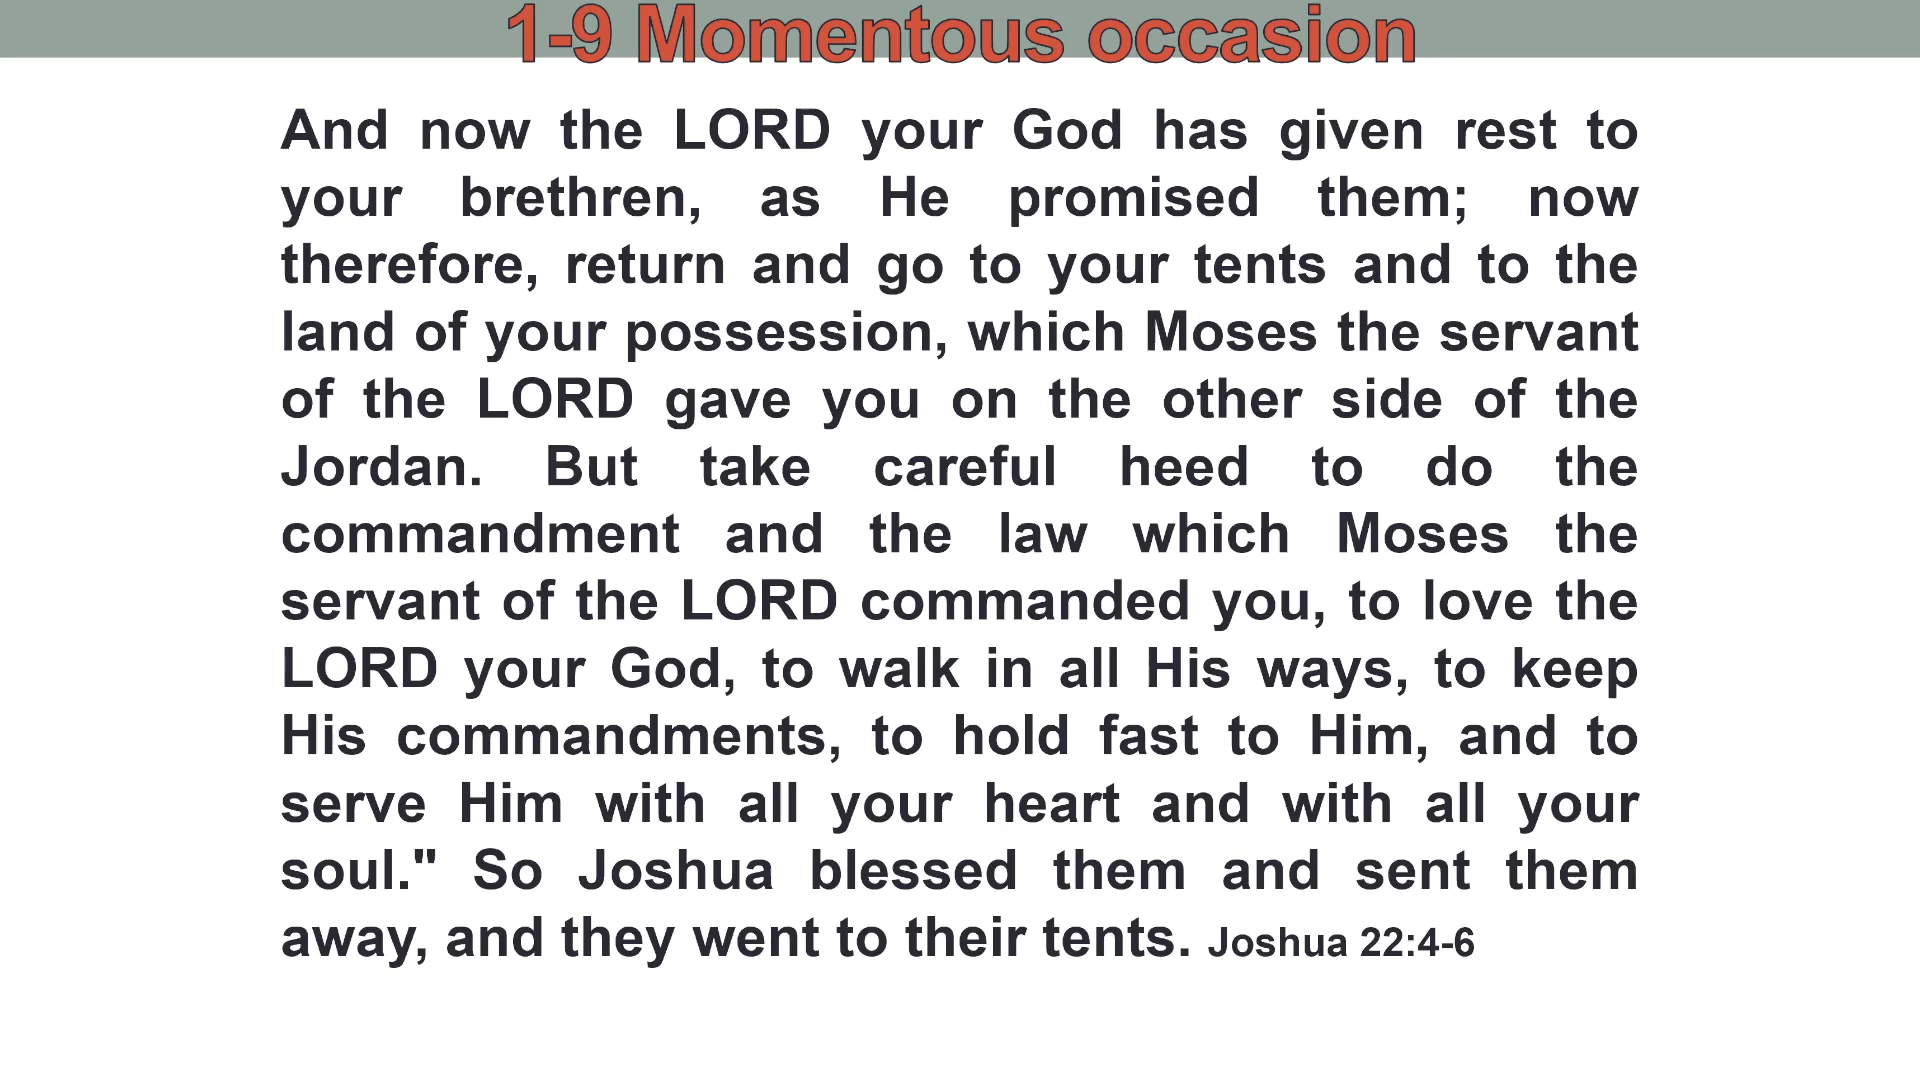 1-9 Momentous occasion
And now the LORD your God has given rest to
your brethren, as He promised them; now
therefore, return and go to your tents and to the
land of your possession, which Moses the servant
of the LORD gave you on the other side of the
Jordan. But take careful heed to do the
commandment and the law which Moses the
servant of the LORD commanded you, to love the
LORD your God, to walk in all His ways, to keep
His commandments, to hold fast to Him, and to
serve Him with all your heart and with all your
soul." So Joshua blessed them and sent them
away, and they went to their tents. Joshua 22:4-6